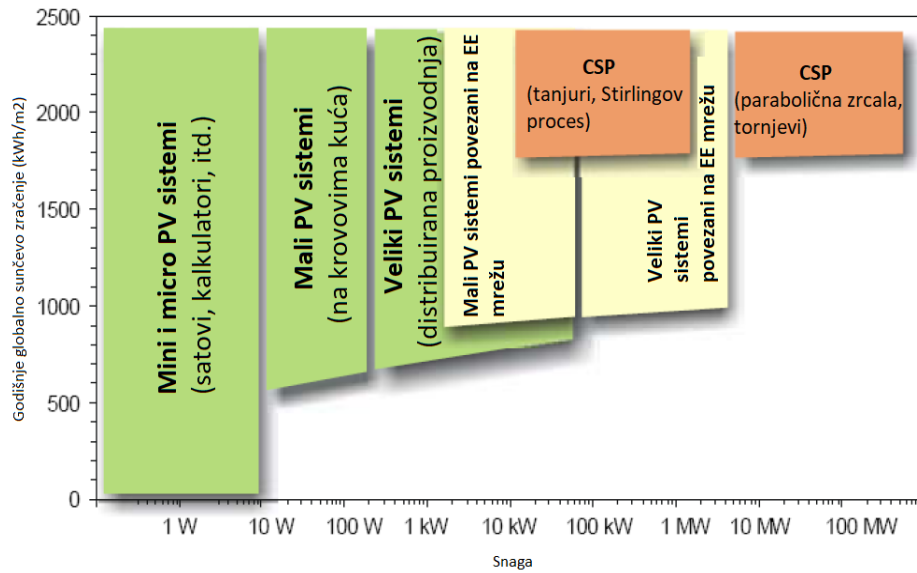 2500
2000
1500
1000
500
0
Godišnje globalno sunčevo zračenje (kWh/m2)
Mini i micro PV sistemi
(satovi, kalkulatori, itd.)
Mali PV sistemi
(na krovovima kuća)
Veliki PV sistemi
(distribuirana proizvodnja)
Mali PV sistemi povezani na EE
mrežu
CSP
(tanjuri, Stirlingov
proces)
Veliki PV
sistemi
povezani na EE mrežu
CSP
(parabolična zrcala,
tornjevi)
1 W
10 W
100 W
1 kW
10 kW
100 kW
1 MW
10 MW
100 MW
Snaga